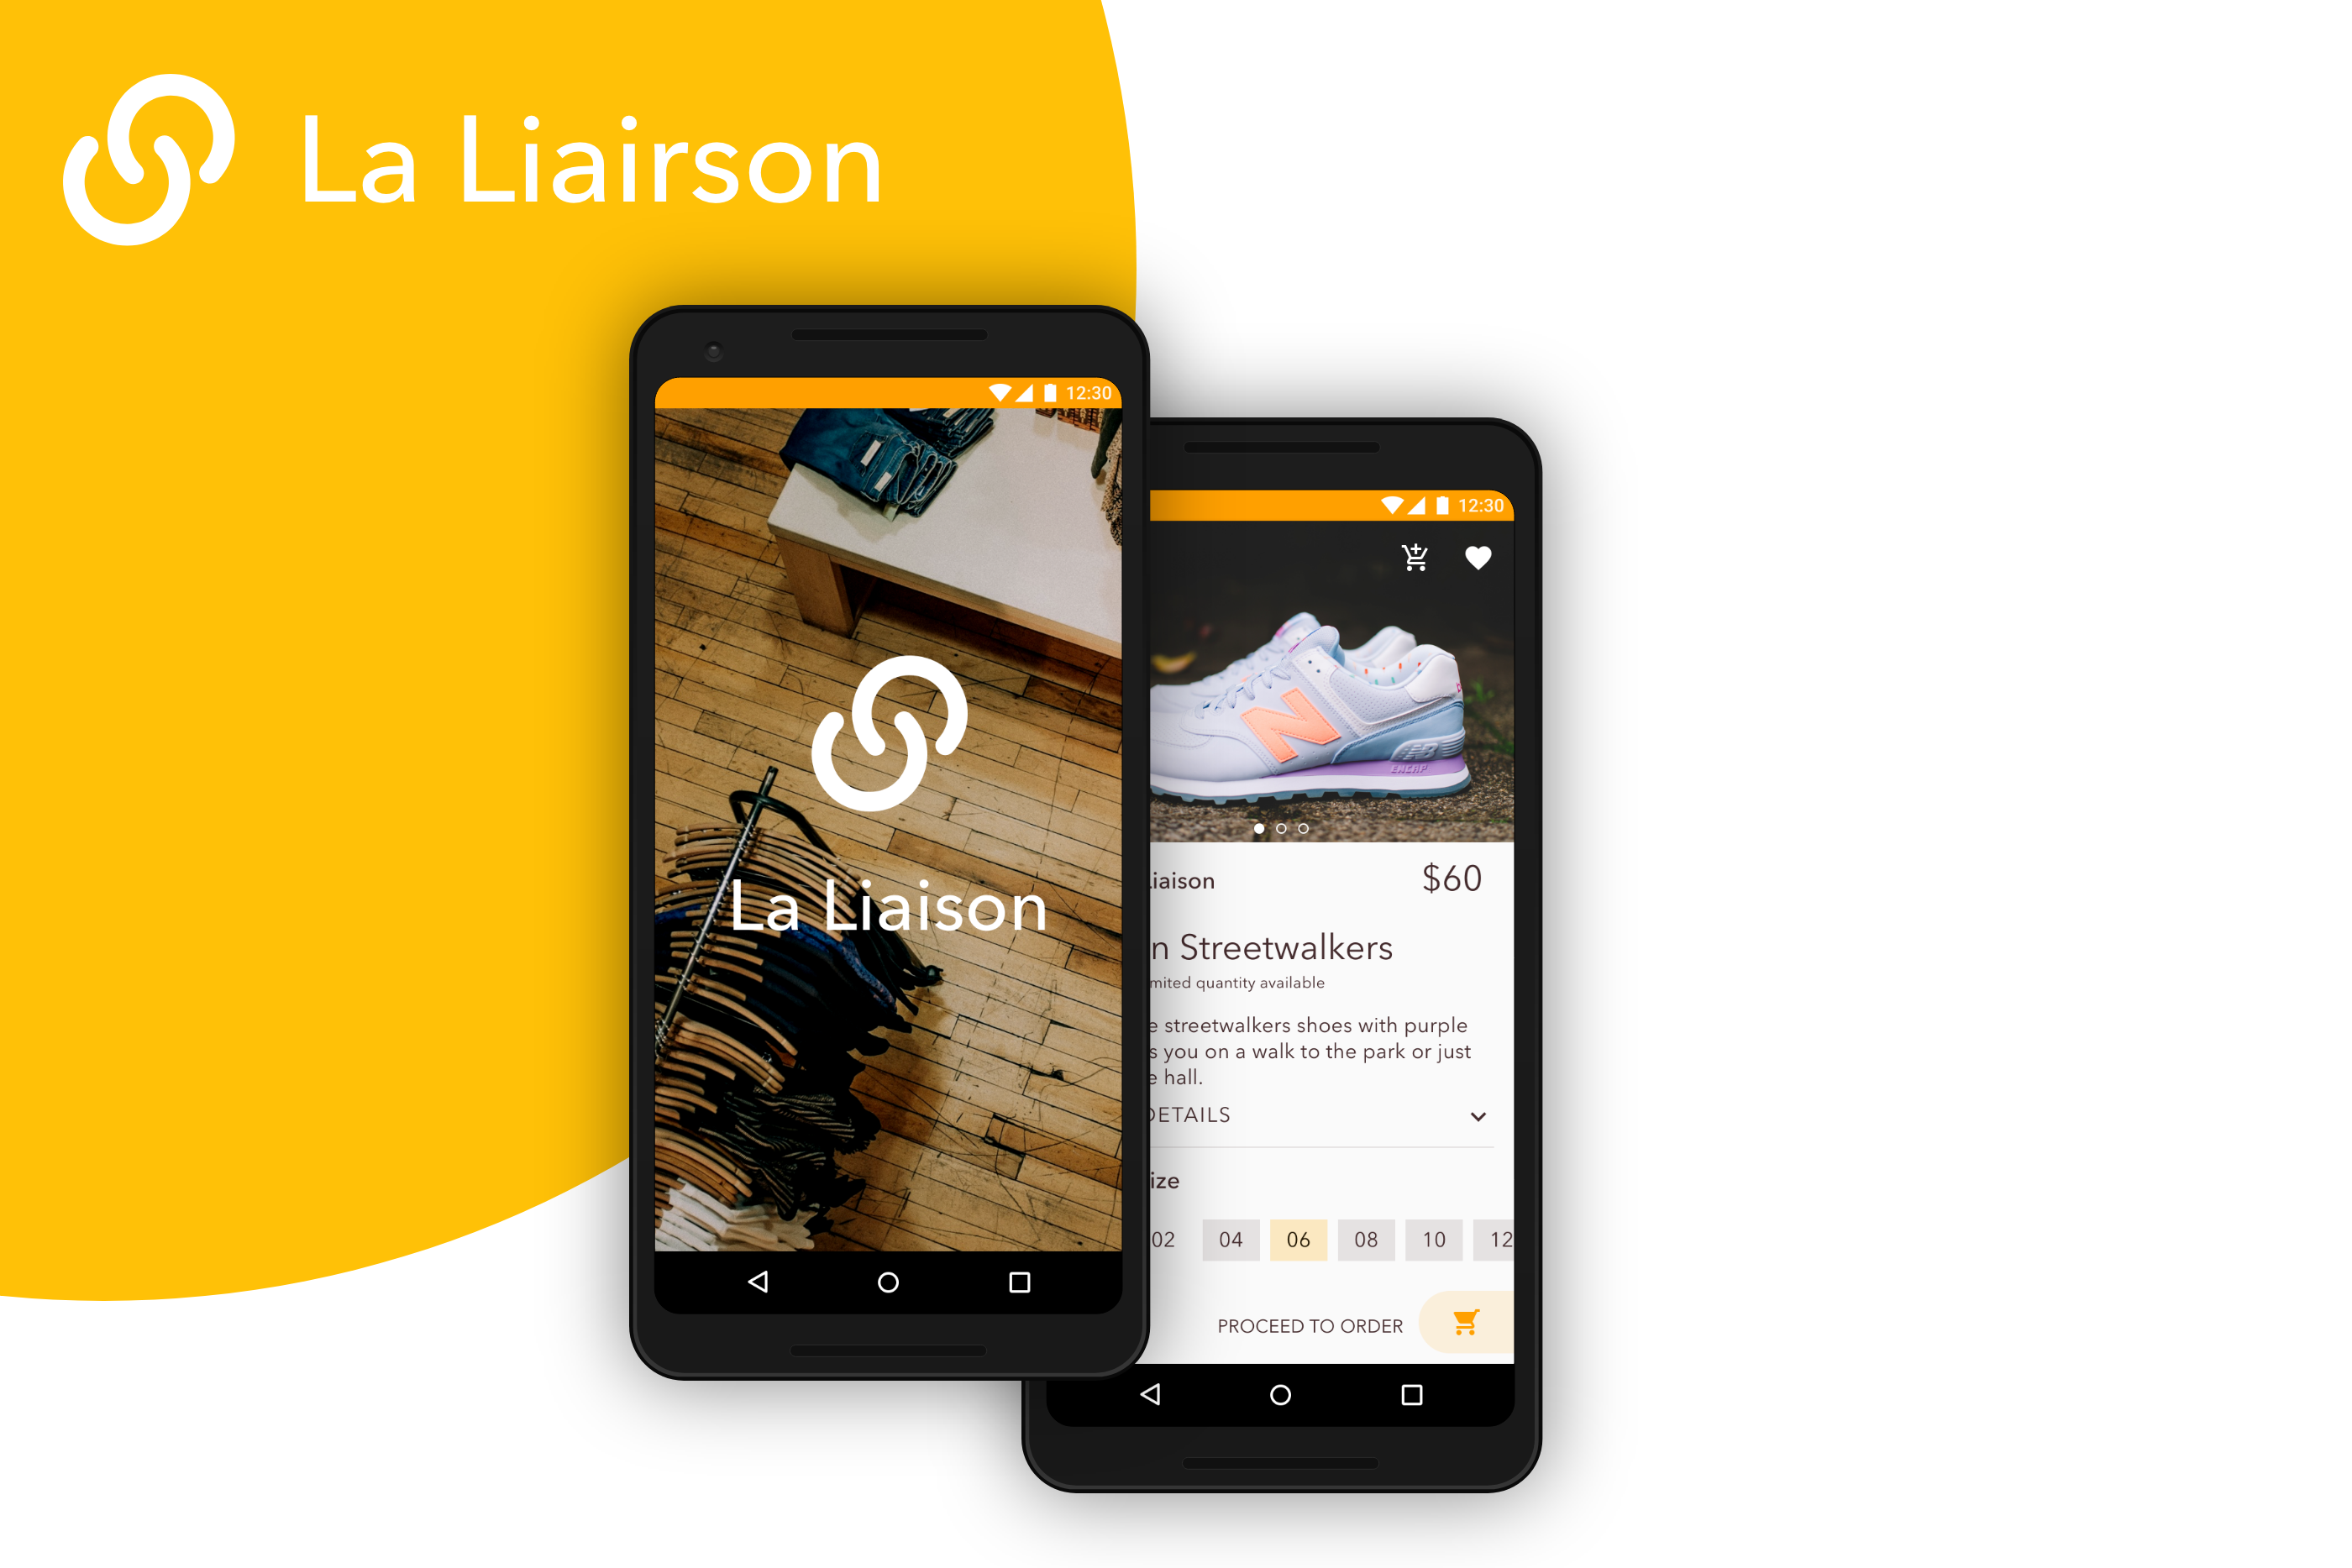 La Liairson
12:30
La Liaison
12:30
N
NB
ENCAP
iaison
$60
n Streetwalkers
mited quantity available
e streetwalkers shoes with purple
s you on a walk to the park or just
e hall.
DETAILS
ize
02 04 06 08 10 12
PROCEED TO ORDER